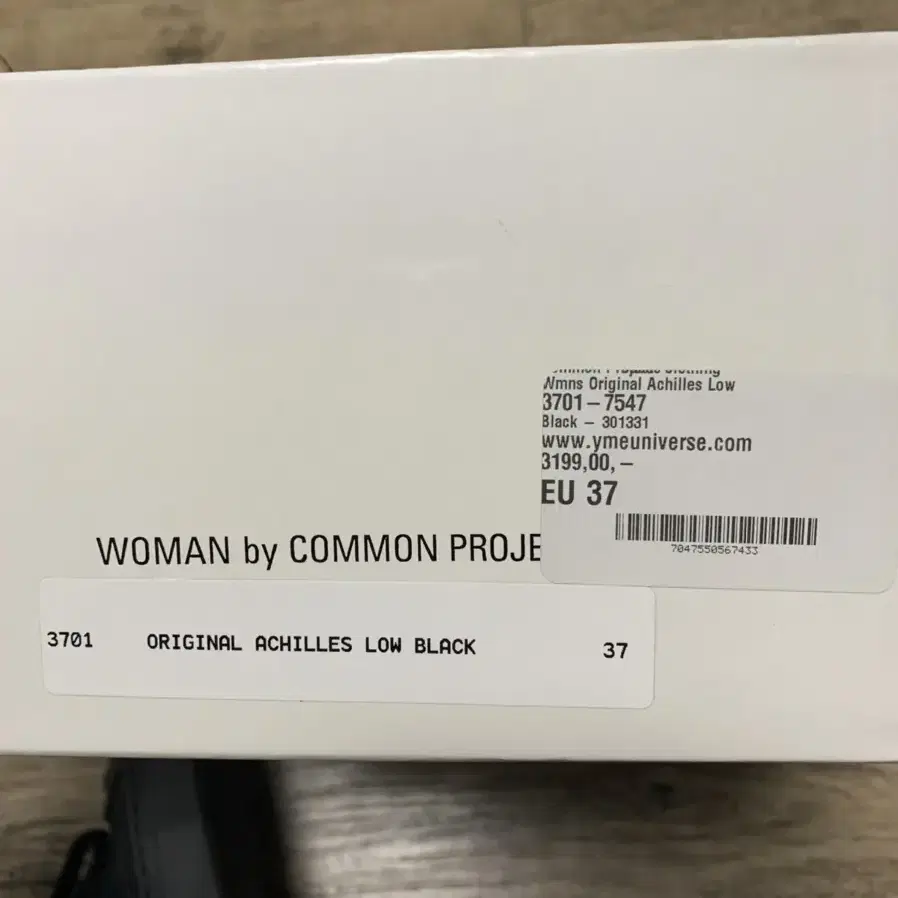 Wmns Original Achilles Low
3701-7547
Black - 301331
www.ymeuniverse.com
3199,00,-
EU 37
7047550567433
WOMAN by COMMON PROJE
3701 ORIGINAL ACHILLES LOW BLACK 37